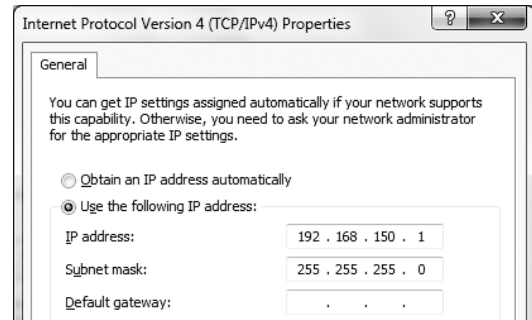 Internet Protocol Version 4 (TCP/IPv4) Properties
General
You can get IP settings assigned automatically if your network supports
this capability. Otherwise, you need to ask your network administrator
for the appropriate IP settings.
Obtain an IP address automatically
Use the following IP address:
IP address: 192 . 168 . 150 . 1
Subnet mask: 255 . 255 . 255 . 0
Default gateway: . . .